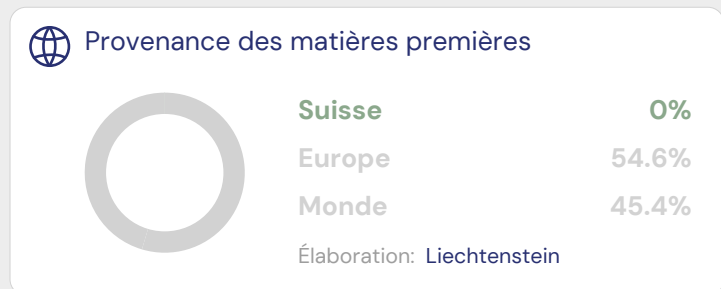 Provenance des matières premières
Suisse 0%
Europe 54.6%
Monde 45.4%
Élaboration: Liechtenstein